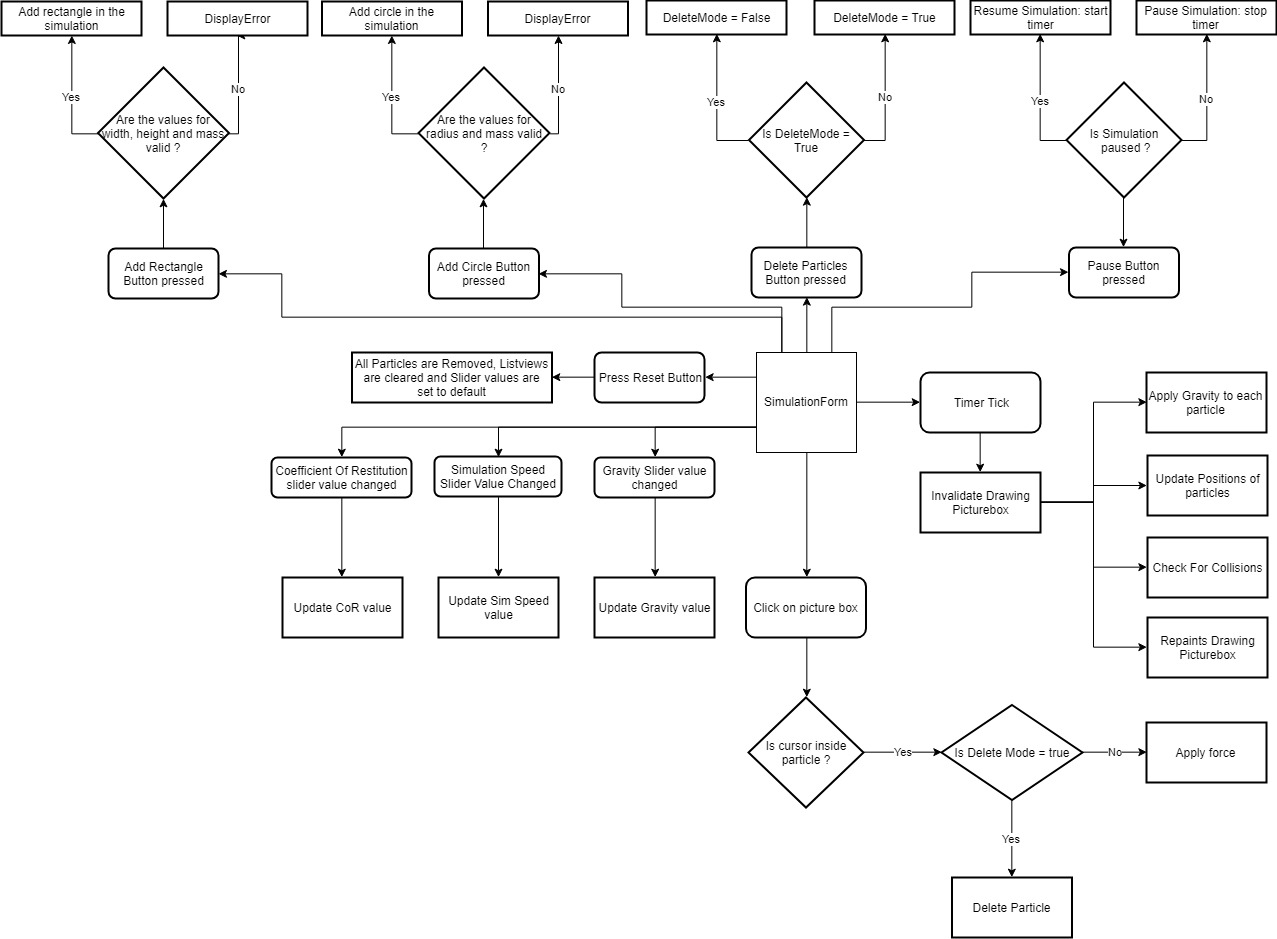 Add rectangle in the
simulation
DisplayError
Add circle in the
simulation
DisplayError
DeleteMode = False
DeleteMode = True
Resume Simulation: start
timer
Pause Simulation: stop
timer
Yes
No
Yes
No
Yes
No
Yes
No
Are the values for
width, height and mass
valid ?
Are the values for
radius and mass valid
?
Is DeleteMode =
True
Is Simulation
paused ?
Add Rectangle
Button pressed
Add Circle Button
pressed
Delete Particles
Button pressed
Pause Button
pressed
All Particles are Removed, Listviews
are cleared and Slider values are
set to default
Press Reset Button
SimulationForm
Timer Tick
Apply Gravity to each
particle
Coefficient Of Restitution
slider value changed
Simulation Speed
Slider Value Changed
Gravity Slider value
changed
Invalidate Drawing
Picturebox
Update Positions of
particles
Check For Collisions
Update CoR value
Update Sim Speed
value
Update Gravity value
Click on picture box
Repaints Drawing
Picturebox
Is cursor inside
particle ?
Yes
Is Delete Mode = true
No
Apply force
Yes
Delete Particle